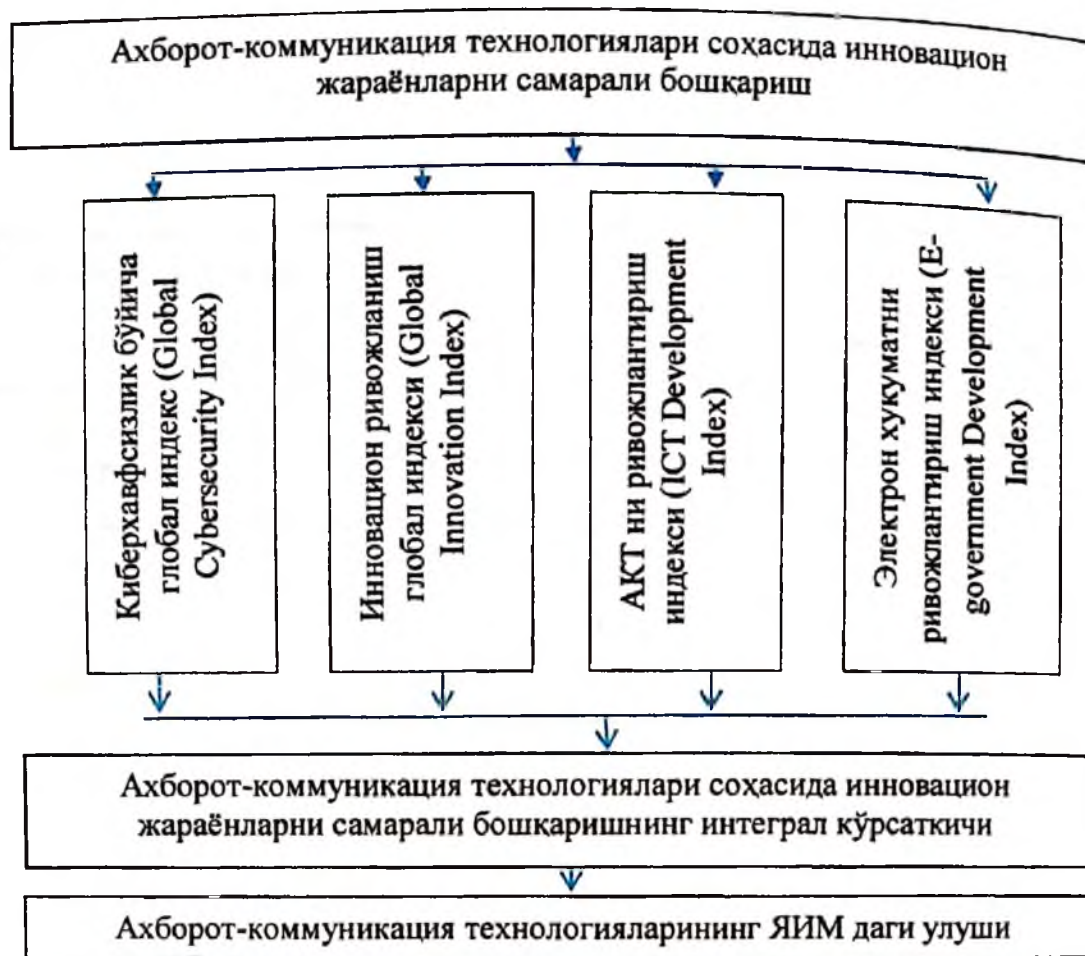 Ахборот-коммуникация технологиялари соҳасида инновацион
жараёнларни самарали бошқариш
Киберхавфсизлик бўйича
глобал индекс (Global
Cybersecurity Index)
Инновацион ривожланиш
глобал индекси (Global
Innovation Index)
АКТ ни ривожлантириш
индекси (ICT Development
Index)
Электрон хукуматни
ривожлантириш индекси (E-
government Development
Index)
Ахборот-коммуникация технологиялари соҳасида инновацион
жараёнларни самарали бошқаришнинг интеграл кўрсаткичи
Ахборот-коммуникация технологияларининг ЯИМ даги улуши